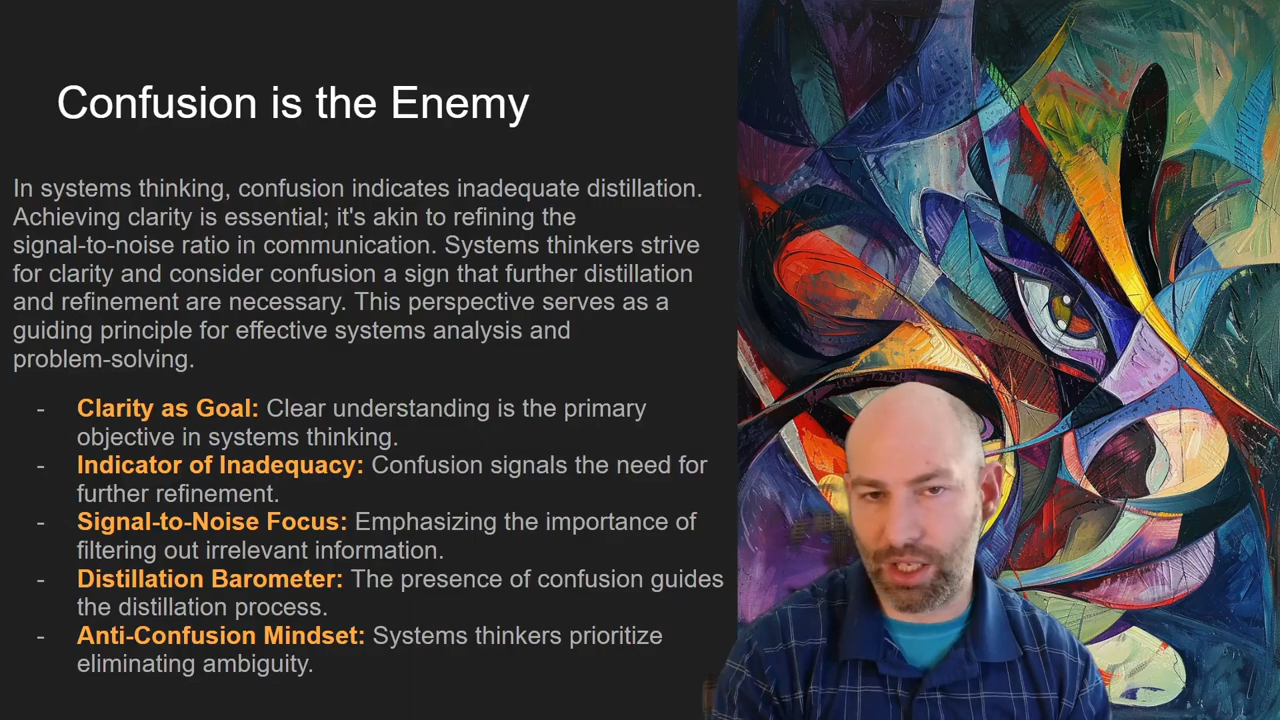 Confusion is the Enemy
In systems thinking, confusion indicates inadequate distillation.
Achieving clarity is essential; it's akin to refining the
signal-to-noise ratio in communication. Systems thinkers strive
for clarity and consider confusion a sign that further distillation
and refinement are necessary. This perspective serves as a
guiding principle for effective systems analysis and
problem-solving.
- Clarity as Goal: Clear understanding is the primary
objective in systems thinking.
- Indicator of Inadequacy: Confusion signals the need for
further refinement.
- Signal-to-Noise Focus: Emphasizing the importance of
filtering out irrelevant information.
- Distillation Barometer: The presence of confusion guides
the distillation process.
- Anti-Confusion Mindset: Systems thinkers prioritize
eliminating ambiguity.